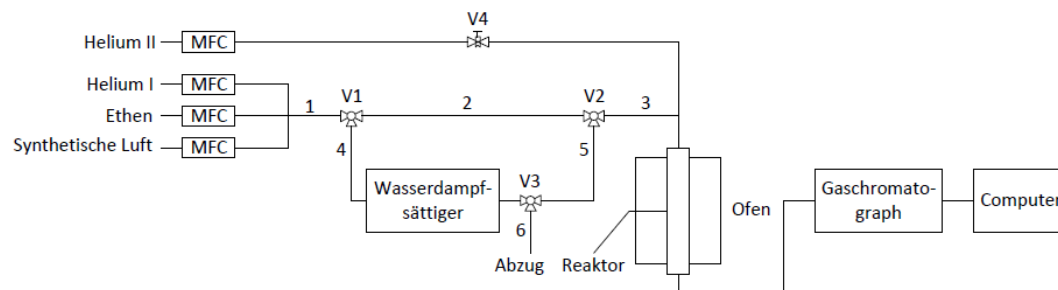 V4
Helium II
MFC
Helium I
MFC
1
V1
2
V2
3
Ethen
MFC
Synthetische Luft
MFC
4
5
Wasserdampf-
sättiger
V3
6
Abzug
Reaktor
Ofen
Gaschromato-
graph
Computer